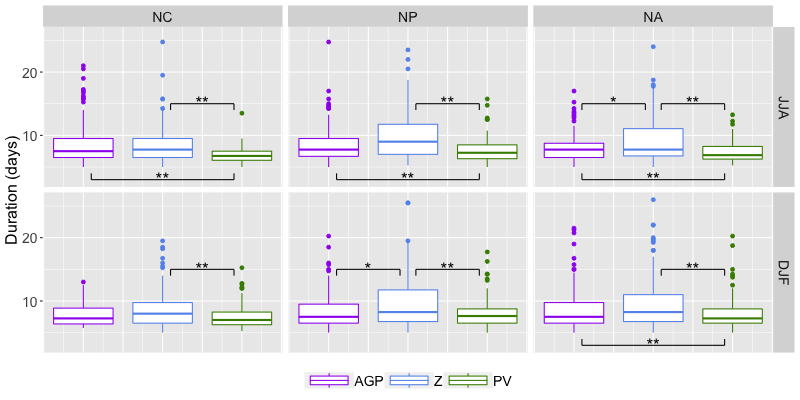 NC NP NA
** ** * **
20
10
** ** **
JJA
Duration (days)
** * ** **
20
10
**
DJF
AGP Z PV